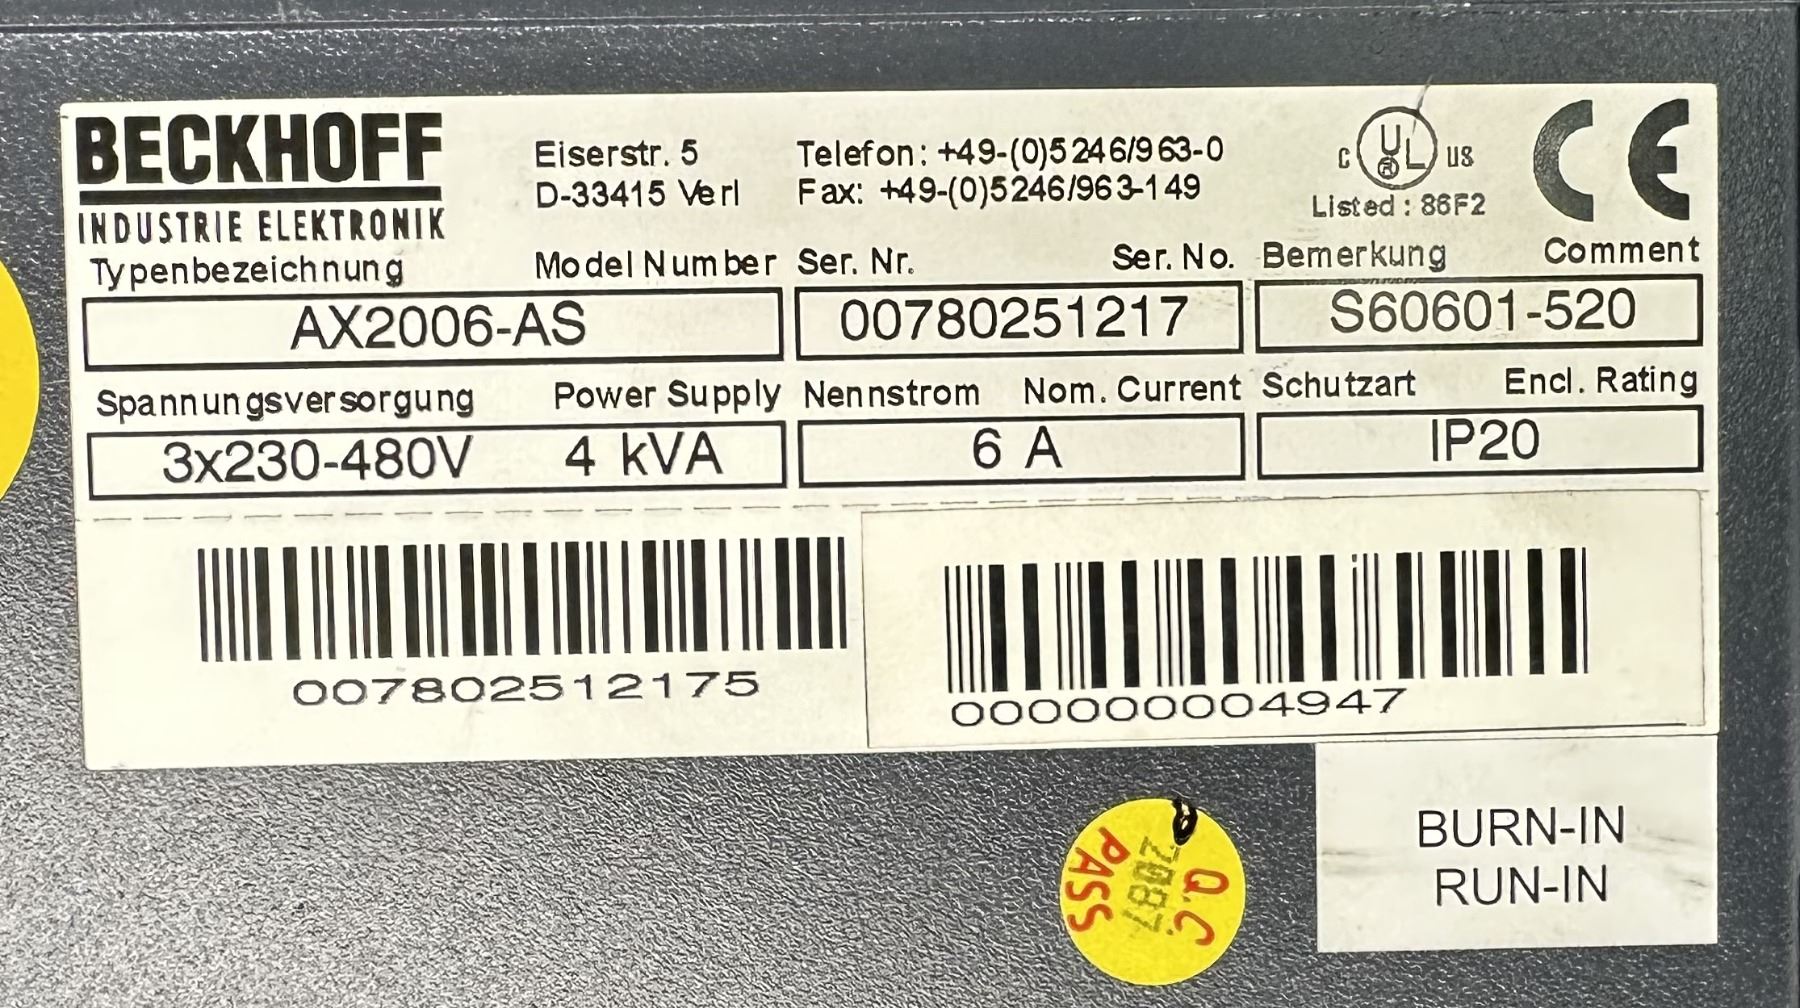 BECKHOFF
INDUSTRIE ELEKTRONIK
Eiserstr. 5
D-33415 Verl
Telefon: +49-(0)5246/963-0
Fax: +49-(0)5246/963-149
C UL US
Listed : 86F2
CE
Typenbezeichnung Model Number Ser. Nr. Ser. No. Bemerkung Comment
AX2006-AS 00780251217 S60601-520
Spannungsversorgung Power Supply Nennstrom Nom. Current Schutzart Encl. Rating
3x230-480V 4 kVA 6 A IP20
007802512175
000000004947
BURN-IN
RUN-IN
Q.C
2087
PASS